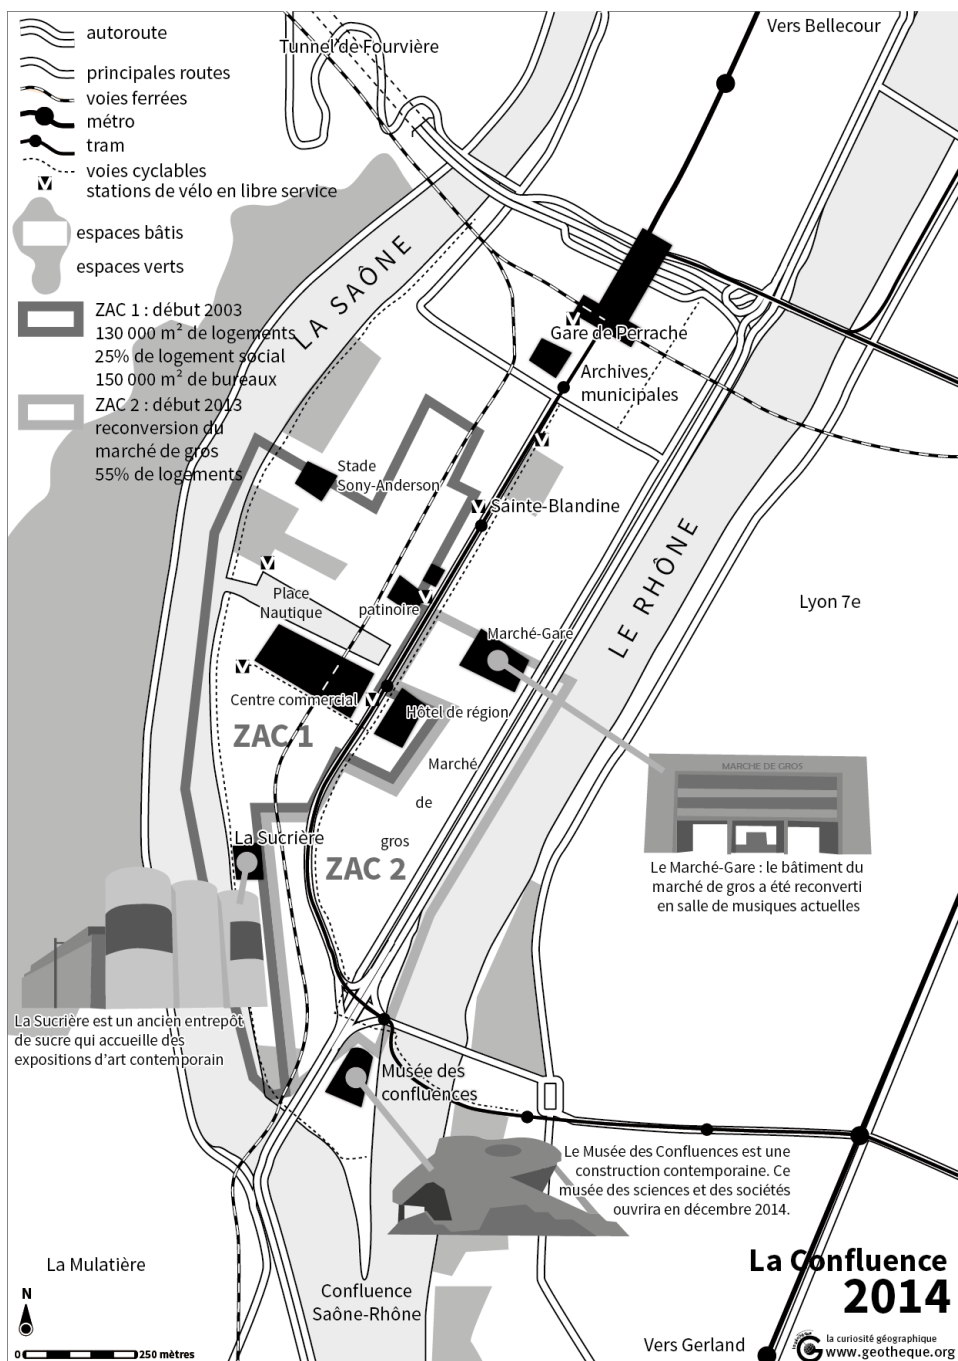 autoroute
principales routes
voies ferrées
métro
tram
voies cyclables
stations de vélo en libre service
espaces bâtis
espaces verts
ZAC 1 : début 2003
130 000 m² de logements
25% de logement social
150 000 m² de bureaux
ZAC 2 : début 2013
reconversion du
marché de gros
55% de logements
Tunnel de Fourvière
Vers Bellecour
LA SAÔNE
Gare de Perrache
Archives
municipales
Stade
Sony-Anderson
Sainte-Blandine
LE RHÔNE
Lyon 7e
Place
Nautique
patinoire
Marché-Gare
Centre commercial
Hôtel de région
ZAC 1
Marché
de
gros
ZAC 2
La Sucrière
MARCHE DE GROS
Le Marché-Gare : le bâtiment du
marché de gros a été reconverti
en salle de musiques actuelles
La Sucrière est un ancien entrepôt
de sucre qui accueille des
expositions d'art contemporain
Musée des
confluences
Le Musée des Confluences est une
construction contemporaine. Ce
musée des sciences et des sociétés
ouvrira en décembre 2014.
La Mulatière
Confluence
Saône-Rhône
La Confluence
2014
N
0
250 mètres
Vers Gerland
la curiosité géographique
www.geotheque.org